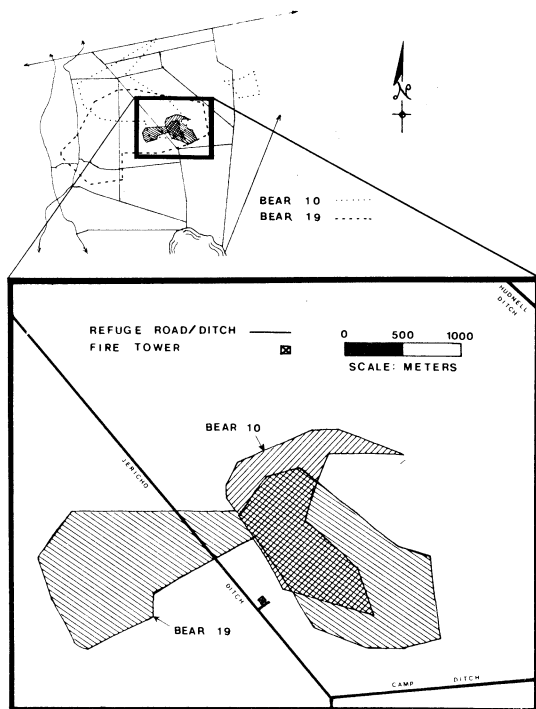 N
BEAR 10
BEAR 19
HUDNELL
DITCH
REFUGE ROAD/DITCH
FIRE TOWER
0 500 1000
SCALE: METERS
BEAR 10
JERICHO
DITCH
BEAR 19
CAMP DITCH